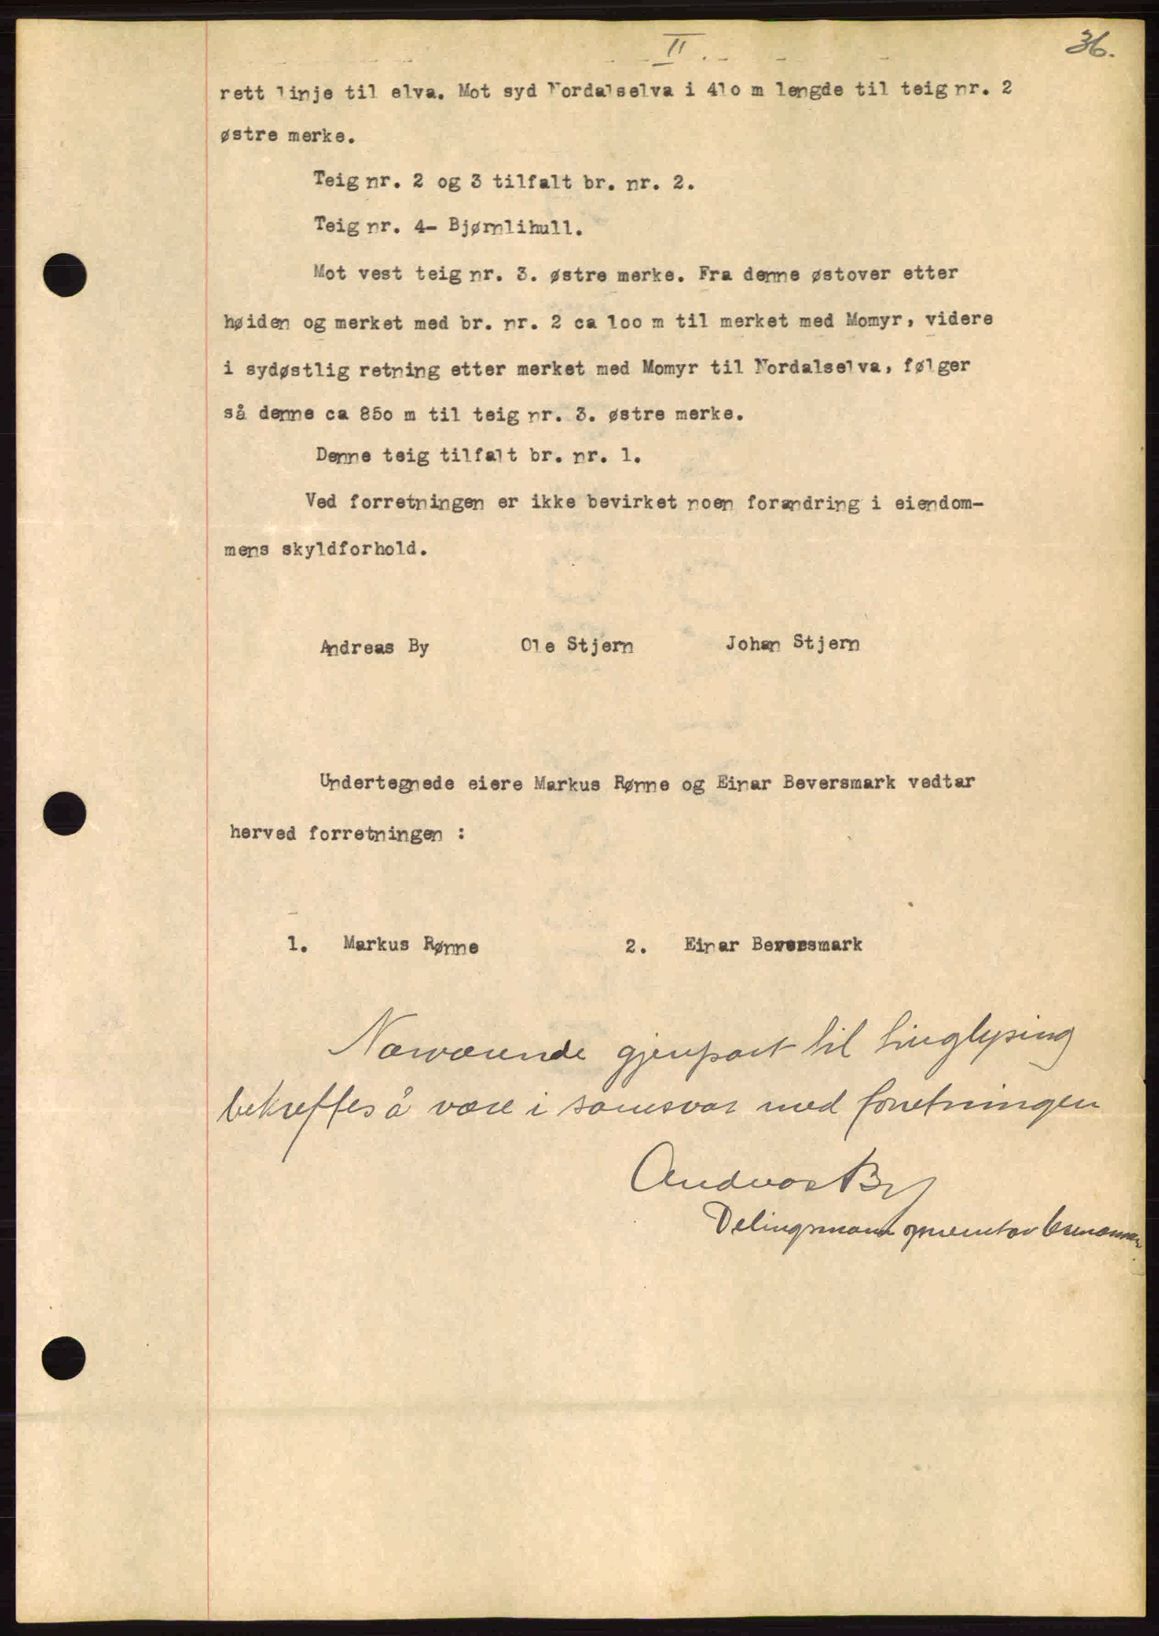 II.
36.
rett linje til elva. Mot syd Nordalselva i 410 m lengde til teig nr. 2
østre merke.
Teig nr. 2 og 3 tilfalt br. nr. 2.
Teig nr. 4- Bjørnlihull.
Mot vest teig nr. 3. østre merke. Fra denne østover etter
høiden og merket med br. nr. 2 ca 100 m til merket med Momyr, videre
i sydøstlig retning etter merket med Momyr til Nordalselva, følger
så denne ca 850 m til teig nr. 3. østre merke.
Denne teig tilfalt br. nr. 1.
Ved forretningen er ikke bevirket noen forandring i eiendom-
mens skyldforhold.
Andreas By Ole Stjern Johan Stjern
Undertegnede eiere Markus Rønne og Einar Beversmark vedtar
herved forretningen :
1. Markus Rønne 2. Einar Beversmark
Nærværende gjenpart til tinglysing
bekreftes å være i samsvar med forretningen
Andreas By
Delingsmann